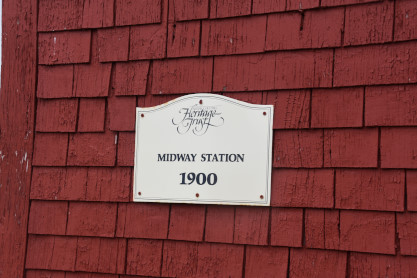 Heritage
Trust
MIDWAY STATION
1900